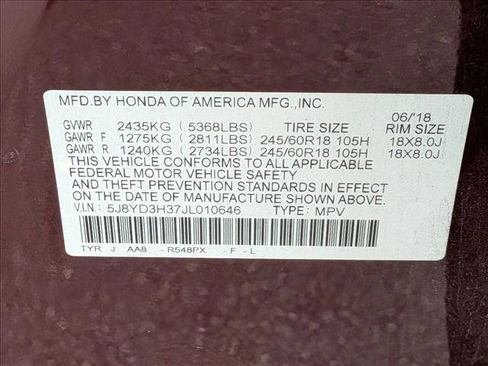 MFD.BY HONDA OF AMERICA MFG.,INC.
06/18
GVWR 2435KG (5368LBS) TIRE SIZE RIM SIZE
GAWR F 1275KG (2811LBS) 245/60R18 105H 18X8.0J
GAWR R 1240KG (2734LBS) 245/60R18 105H 18X8.0J
THIS VEHICLE CONFORMS TO ALL APPLICABLE
FEDERAL MOTOR VEHICLE SAFETY
AND THEFT PREVENTION STANDARDS IN EFFECT
ON THE DATE OF MANUFACTURE SHOWN ABOVE.
V.I.N.: 5J8YD3H37JL010646 TYPE: MPV
TYR J AA8 - R548PX - F - L